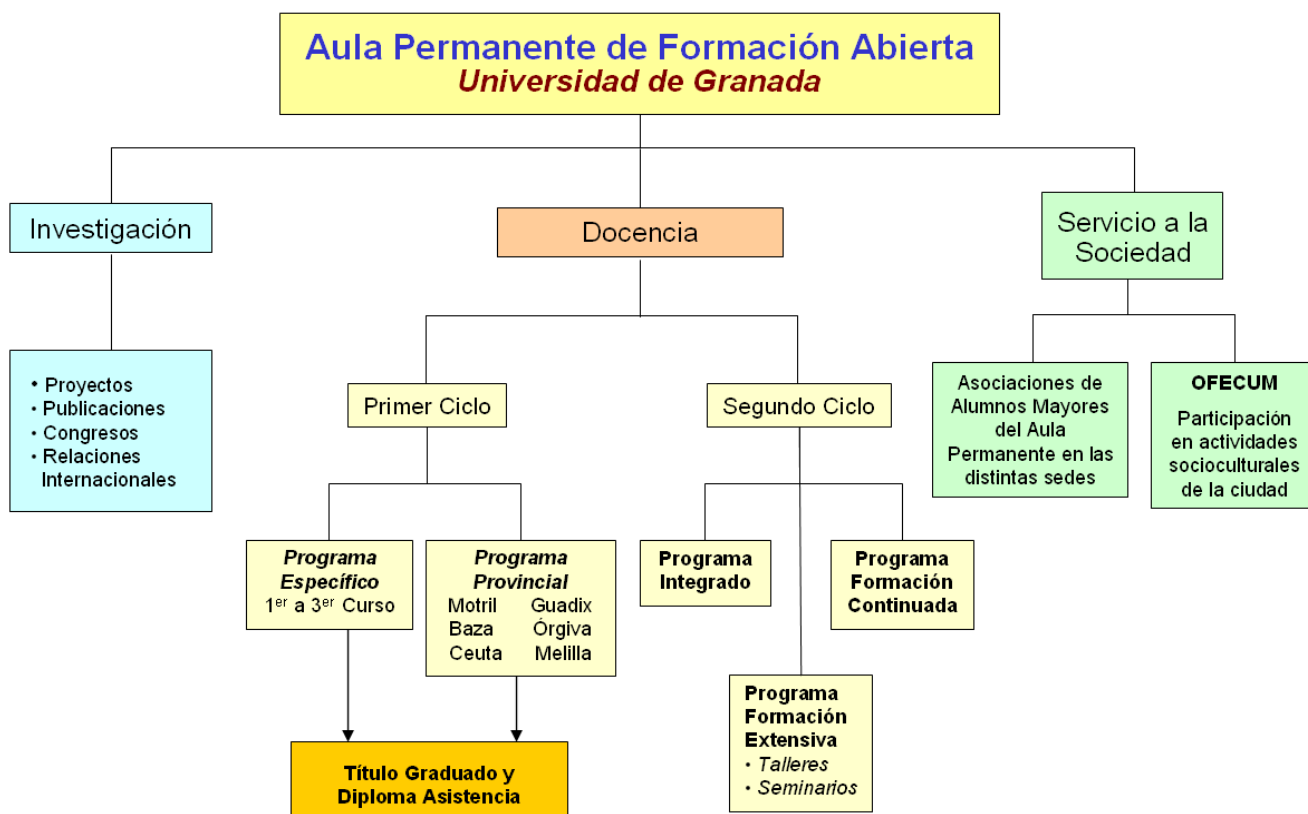 Aula Permanente de Formación Abierta
Universidad de Granada
Investigación
Docencia
Servicio a la
Sociedad
• Proyectos
• Publicaciones
• Congresos
• Relaciones
Internacionales
Primer Ciclo
Segundo Ciclo
Asociaciones de
Alumnos Mayores
del Aula
Permanente en las
distintas sedes
OFECUM
Participación
en actividades
socioculturales
de la ciudad
Programa
Específico
1er a 3er Curso
Programa
Provincial
Motril Guadix
Baza Órgiva
Ceuta Melilla
Programa
Integrado
Programa
Formación
Continuada
Programa
Formación
Extensiva
• Talleres
• Seminarios
Título Graduado y
Diploma Asistencia